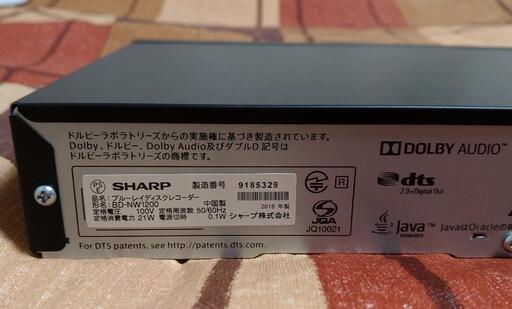 ドルビーラボラトリーズからの実施権に基づき製造されています。
Dolby、ドルビー、Dolby Audio及びダブルD記号は
ドルビーラボラトリーズの商標です。
DOLBY AUDIO™
PS E
SHARP 製造番号 9185329
品名：ブルーレイディスクレコーダー
形名：BD-NW1200 中国製 2018年製
定格電圧 100V 定格周波数 50/60Hz
定格消費電力 21W 電源切時 0.1W シャープ株式会社
R
JQA
JQ10021
dts
2.0+Digital Out
Java
POWERED
JavaはOracleの
For DTS patents, see http://patents.dts.com.